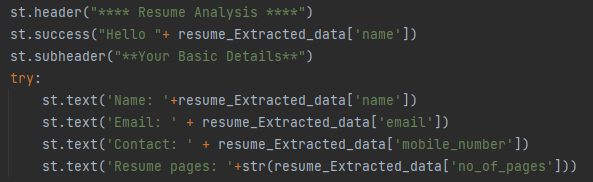 st.header("**** Resume Analysis ****")
st.success("Hello "+ resume_Extracted_data['name'])
st.subheader("**Your Basic Details**")
try:
    st.text('Name: '+resume_Extracted_data['name'])
    st.text('Email: ' + resume_Extracted_data['email'])
    st.text('Contact: ' + resume_Extracted_data['mobile_number'])
    st.text('Resume pages: '+str(resume_Extracted_data['no_of_pages']))